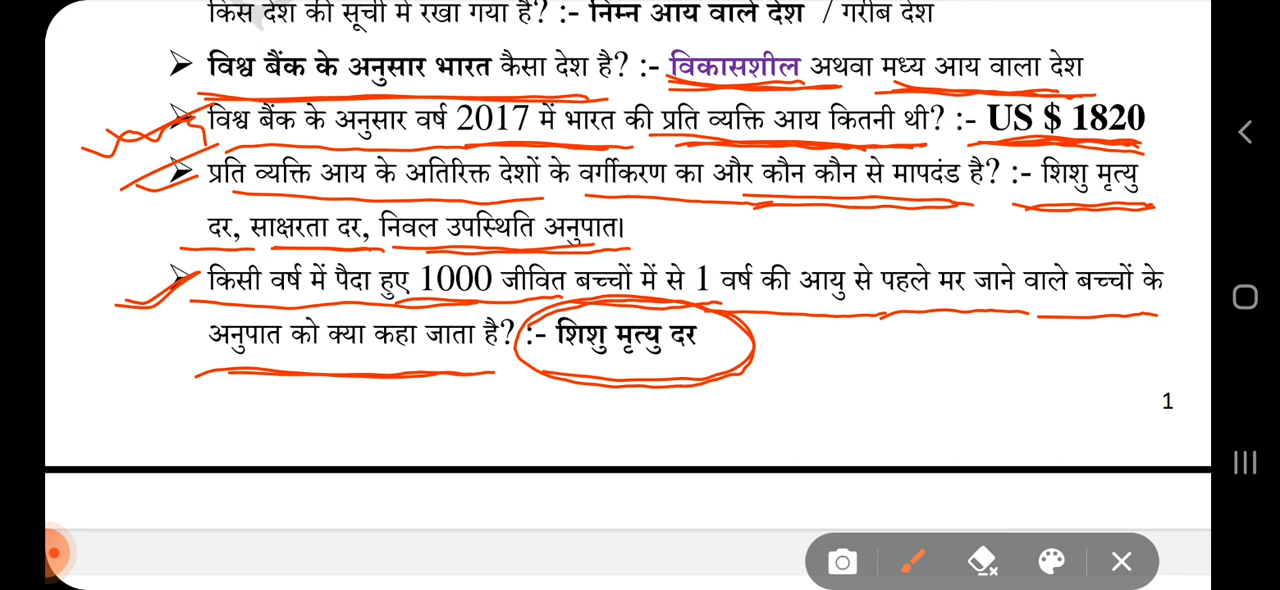 किस देश की सूची में रखा गया है? :- निम्न आय वाले देश / गरीब देश
➤ विश्व बैंक के अनुसार भारत कैसा देश है? :- विकासशील अथवा मध्य आय वाला देश
➤ विश्व बैंक के अनुसार वर्ष 2017 में भारत की प्रति व्यक्ति आय कितनी थी? :- US $ 1820
➤ प्रति व्यक्ति आय के अतिरिक्त देशों के वर्गीकरण का और कौन कौन से मापदंड है? :- शिशु मृत्यु
दर, साक्षरता दर, निवल उपस्थिति अनुपात।
➤ किसी वर्ष में पैदा हुए 1000 जीवित बच्चों में से 1 वर्ष की आयु से पहले मर जाने वाले बच्चों के
अनुपात को क्या कहा जाता है? :- शिशु मृत्यु दर
1